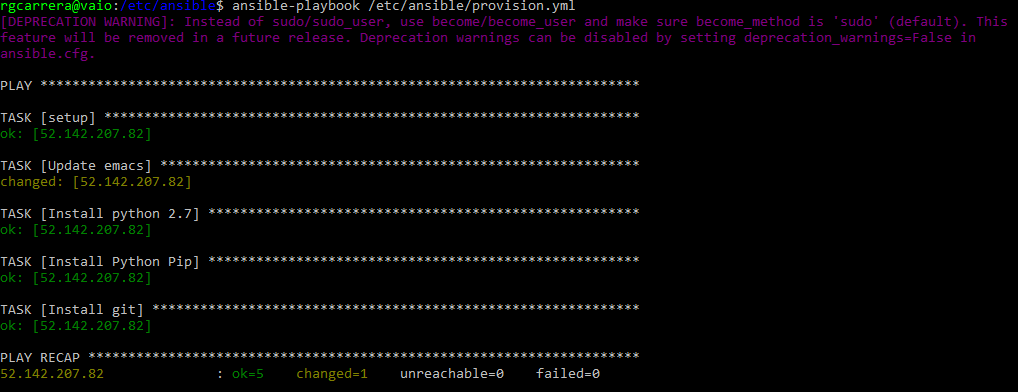 rgcarrera@vaio:/etc/ansible$ ansible-playbook /etc/ansible/provision.yml
[DEPRECATION WARNING]: Instead of sudo/sudo_user, use become/become_user and make sure become_method is 'sudo' (default). This
feature will be removed in a future release. Deprecation warnings can be disabled by setting deprecation_warnings=False in
ansible.cfg.
PLAY ***************************************************************************
TASK [setup] *******************************************************************
ok: [52.142.207.82]
TASK [Update emacs] ************************************************************
changed: [52.142.207.82]
TASK [Install python 2.7] ******************************************************
ok: [52.142.207.82]
TASK [Install Python Pip] ******************************************************
ok: [52.142.207.82]
TASK [Install git] *************************************************************
ok: [52.142.207.82]
PLAY RECAP *********************************************************************
52.142.207.82              : ok=5    changed=1    unreachable=0    failed=0